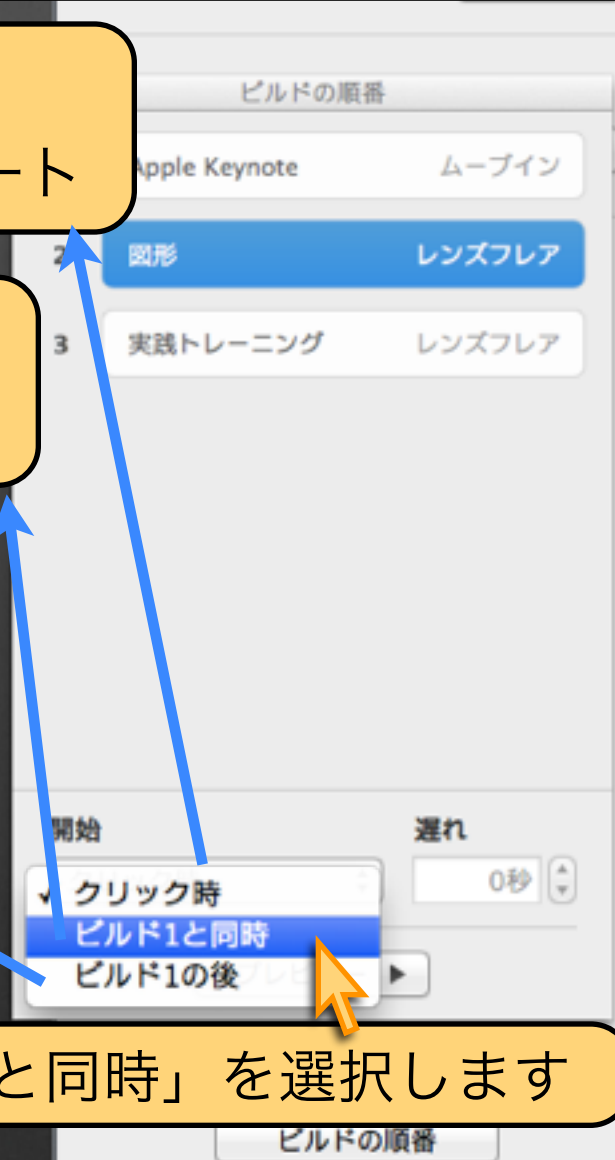 ビルドの順番
Apple Keynote ムーブイン
ート
2 図形 レンズフレア
3 実践トレーニング レンズフレア
開始 遅れ
✓ クリック時 0秒
ビルド1と同時
ビルド1の後
と同時」を選択します
ビルドの順番